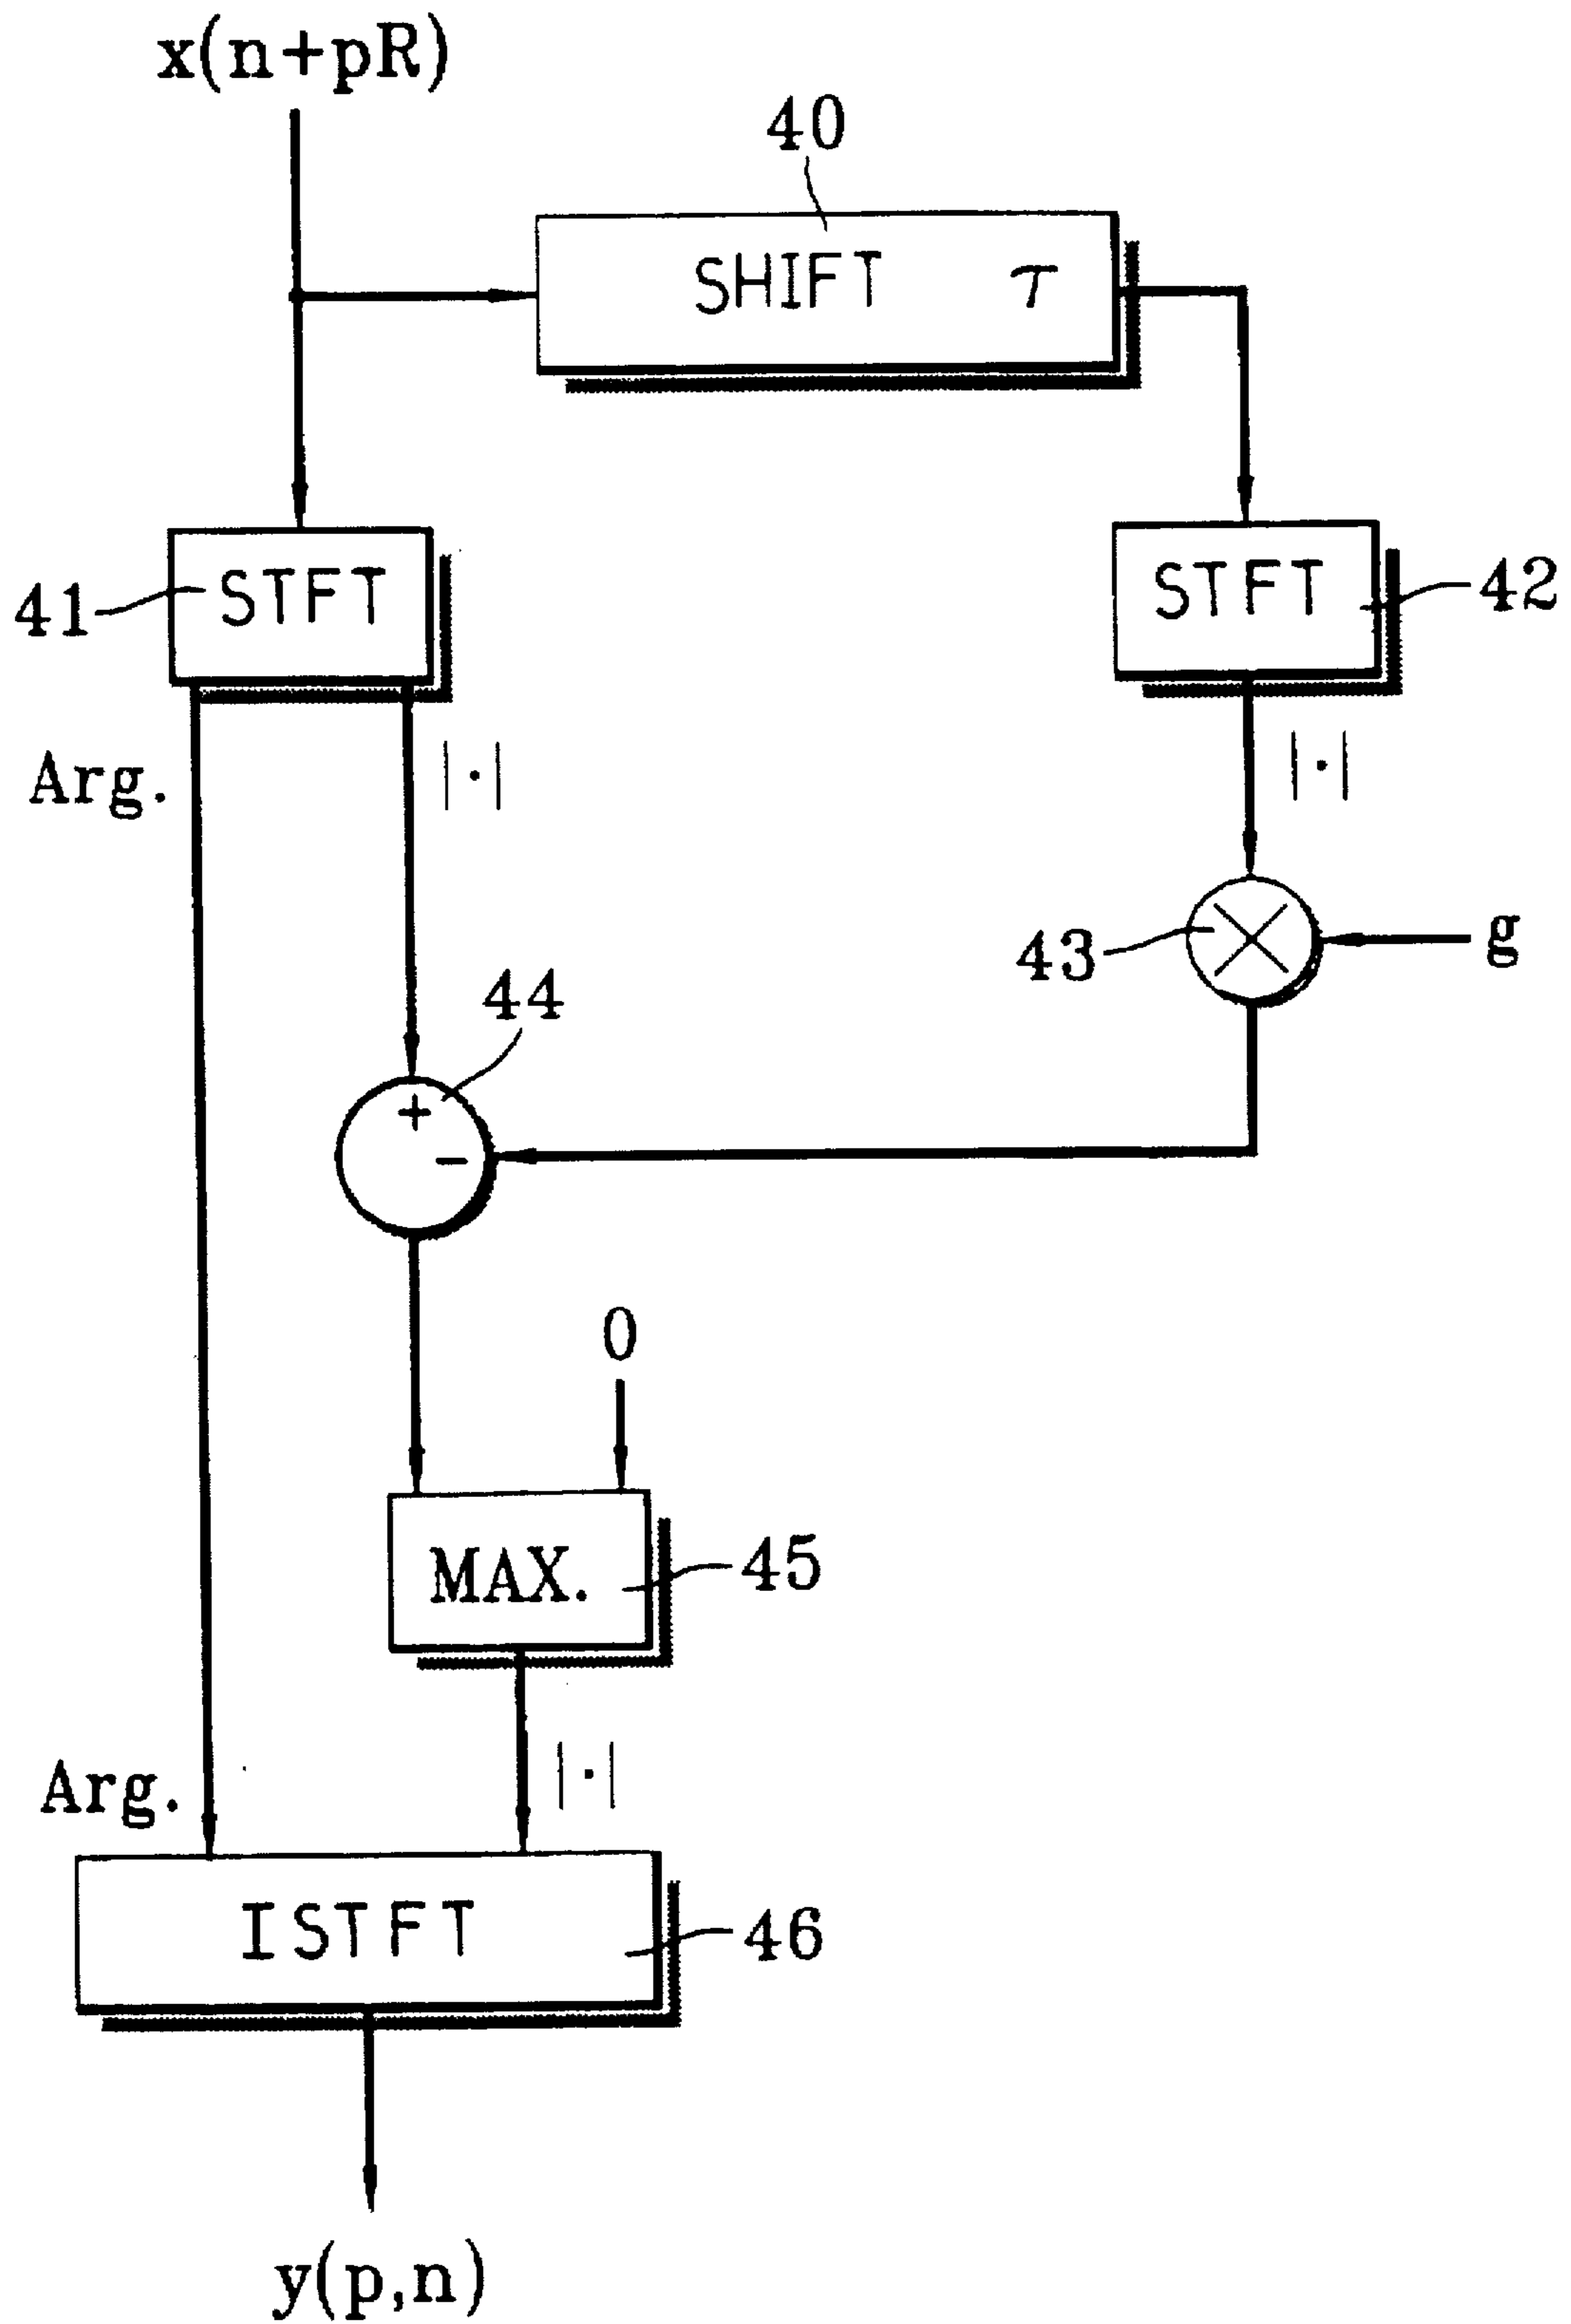 x(n+pR)
40
SHIFT τ
41
STFT
STFT
42
Arg.
|·|
|·|
43
g
44
+
−
0
MAX.
45
Arg.
|·|
ISTFT
46
y(p,n)